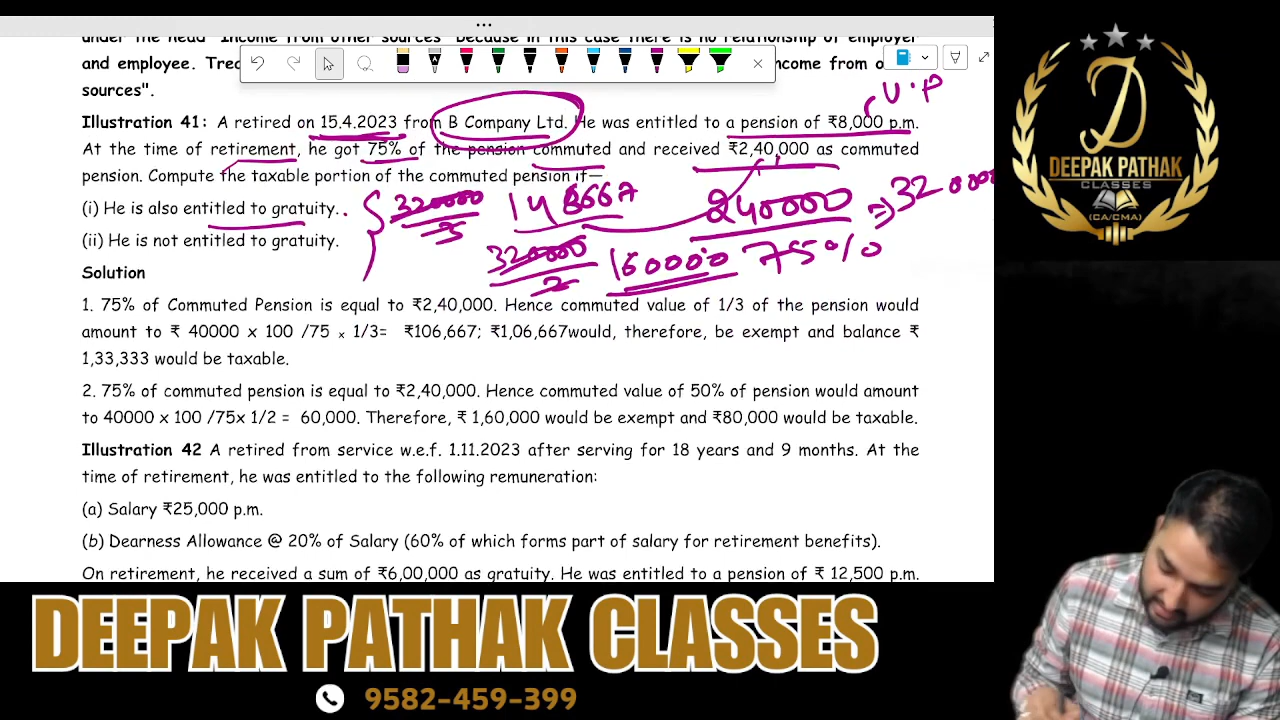 under the head "Income from other sources" because in this case there is no relationship of employer
and employee.
sources".
U.P
Illustration 41: A retired on 15.4.2023 from B Company Ltd. He was entitled to a pension of ₹8,000 p.m.
At the time of retirement, he got 75% of the pension commuted and received ₹2,40,000 as commuted
pension. Compute the taxable portion of the commuted pension if—
(i) He is also entitled to gratuity.
320000
3
240000 ⇒ 320000
(ii) He is not entitled to gratuity.
320000
2
160000 75%
Solution
1. 75% of Commuted Pension is equal to ₹2,40,000. Hence commuted value of 1/3 of the pension would
amount to ₹ 40000 x 100 /75 x 1/3= ₹106,667; ₹1,06,667would, therefore, be exempt and balance ₹
1,33,333 would be taxable.
2. 75% of commuted pension is equal to ₹2,40,000. Hence commuted value of 50% of pension would amount
to 40000 x 100 /75x 1/2 = 60,000. Therefore, ₹ 1,60,000 would be exempt and ₹80,000 would be taxable.
Illustration 42 A retired from service w.e.f. 1.11.2023 after serving for 18 years and 9 months. At the
time of retirement, he was entitled to the following remuneration:
(a) Salary ₹25,000 p.m.
(b) Dearness Allowance @ 20% of Salary (60% of which forms part of salary for retirement benefits).
On retirement, he received a sum of ₹6,00,000 as gratuity. He was entitled to a pension of ₹ 12,500 p.m.
D
DEEPAK PATHAK
CLASSES
(CA/CMA)
DEEPAK PATHAK CLASSES
9582-459-399